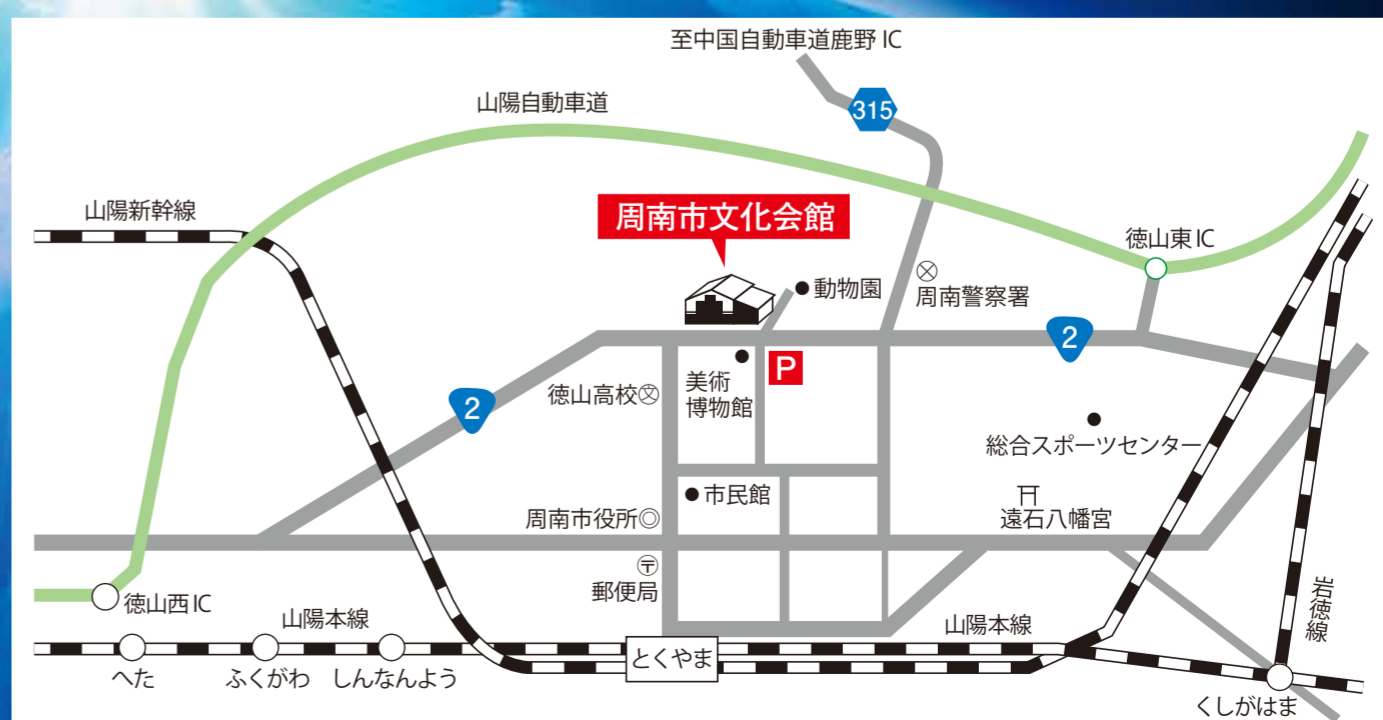 至中国自動車道鹿野 IC
山陽自動車道
315
山陽新幹線
周南市文化会館
徳山東 IC
動物園
周南警察署
2
P
美術
博物館
徳山高校
2
総合スポーツセンター
市民館
周南市役所
遠石八幡宮
〒
郵便局
徳山西 IC
岩徳線
山陽本線
山陽本線
とくやま
へた
ふくがわ
しんなんよう
くしがはま